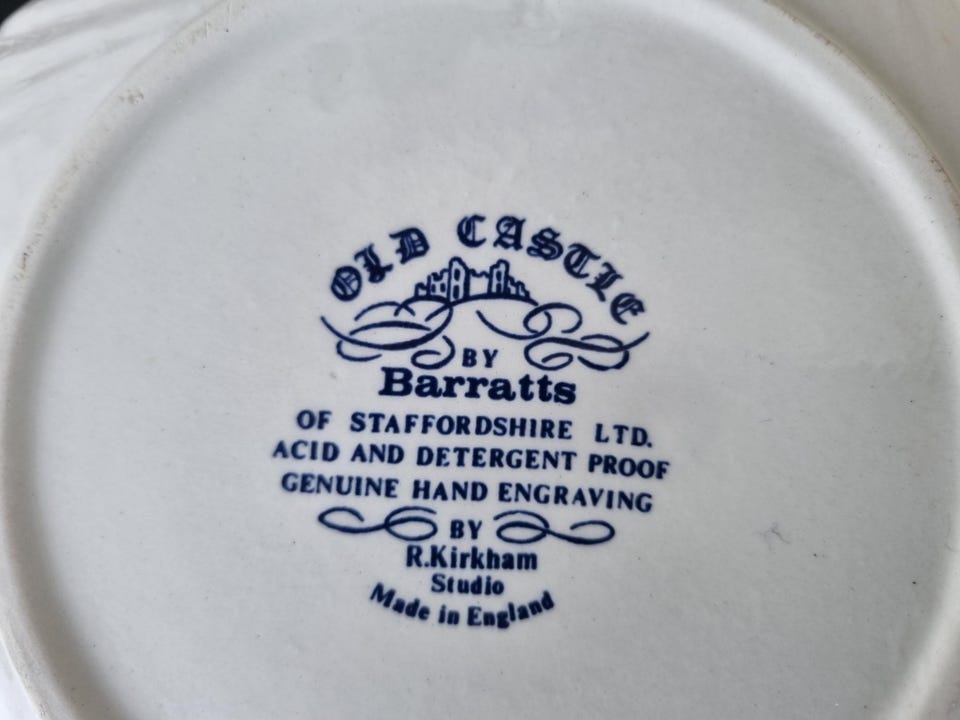 OLD CASTLE
BY
Barratts
OF STAFFORDSHIRE LTD.
ACID AND DETERGENT PROOF
GENUINE HAND ENGRAVING
BY
R.Kirkham
Studio
Made in England